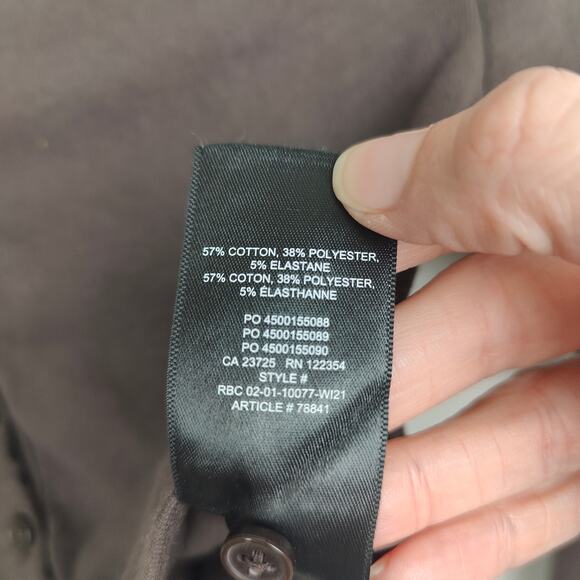 57% COTTON, 38% POLYESTER,
5% ELASTANE
57% COTON, 38% POLYESTER,
5% ÉLASTHANNE
PO 4500155088
PO 4500155089
PO 4500155090
CA 23725 RN 122354
STYLE #
RBC 02-01-10077-WI21
ARTICLE # 78841